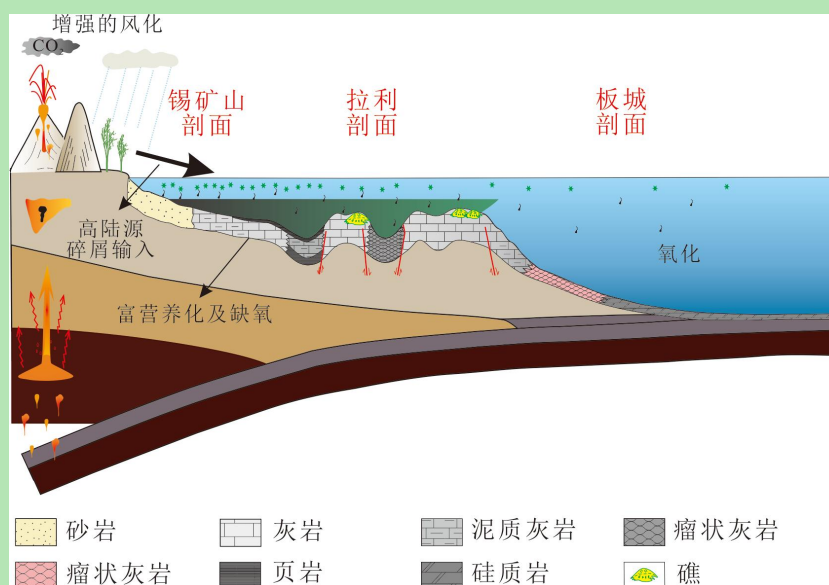 增强的风化
CO₂
锡矿山
剖面
拉利
剖面
板城
剖面
高陆源
碎屑输入
氧化
富营养化及缺氧
砂岩
灰岩
泥质灰岩
瘤状灰岩
瘤状灰岩
页岩
硅质岩
礁